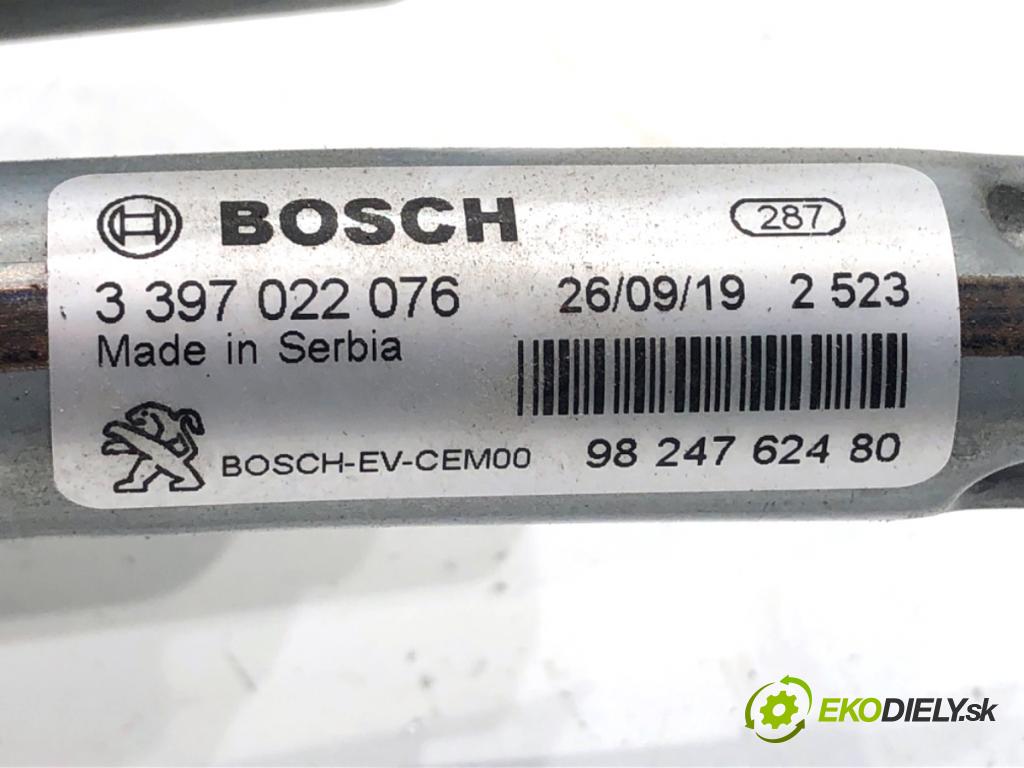 BOSCH 287
3 397 022 076 26/09/19 2 523
Made in Serbia
BOSCH-EV-CEM00 98 247 624 80
EKODIELY.sk